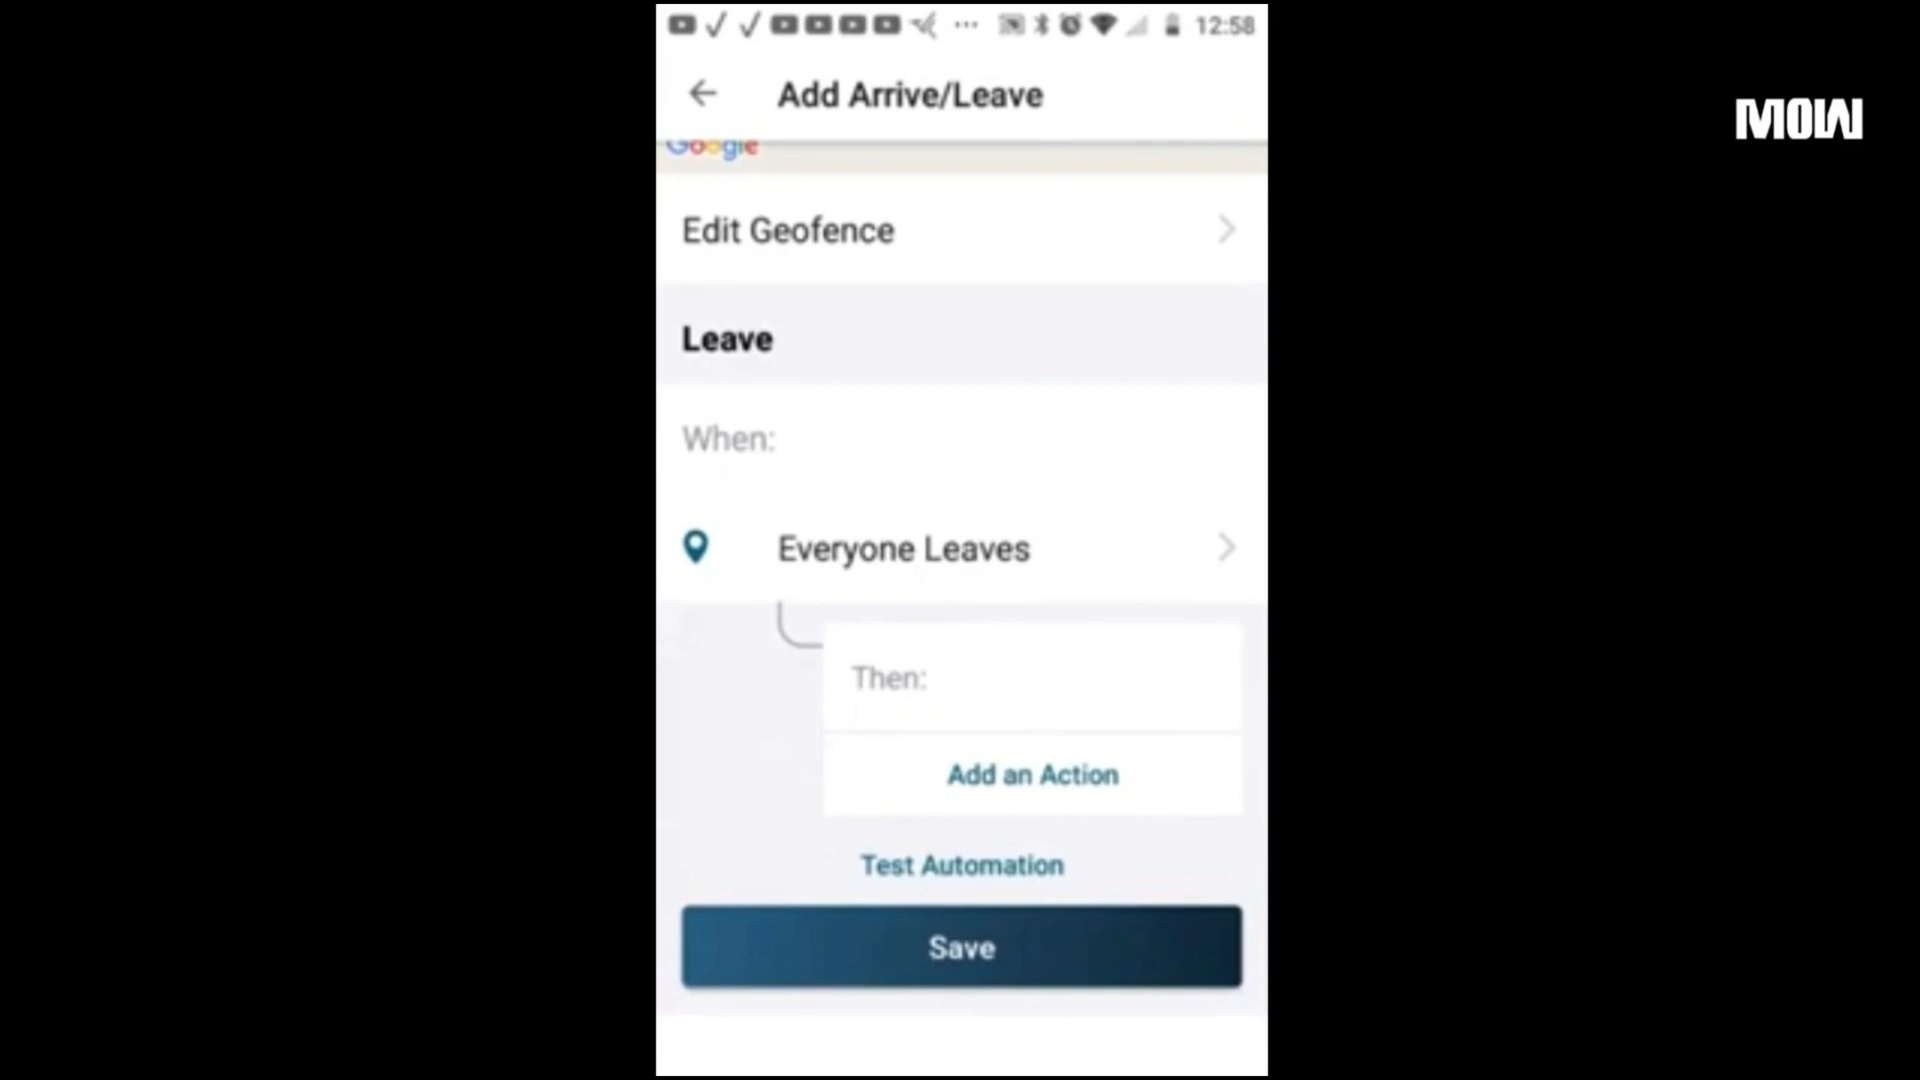 12:58
Add Arrive/Leave
MOW
Google
Edit Geofence
Leave
When:
Everyone Leaves
Then:
Add an Action
Test Automation
Save